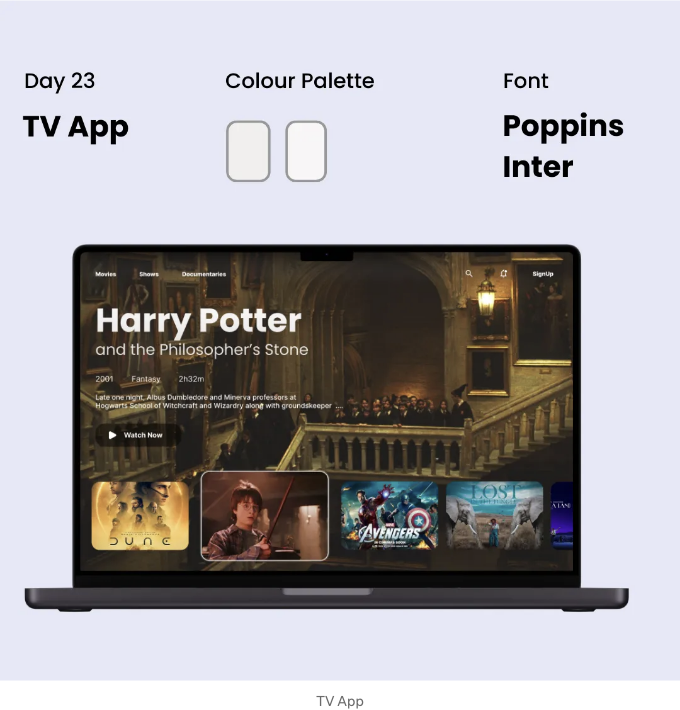 Day 23
TV App
Colour Palette
Font
Poppins
Inter
Movies
Shows
Documentaries
SignUp
Harry Potter
and the Philosopher's Stone
2001
Fantasy
2h32m
Late one night, Albus Dumbledore and Minerva professors at
Hogwarts School of Witchcraft and Wizardry along with groundskeeper ....
Watch Now
DUNE
AVENGERS
LOST
TV App